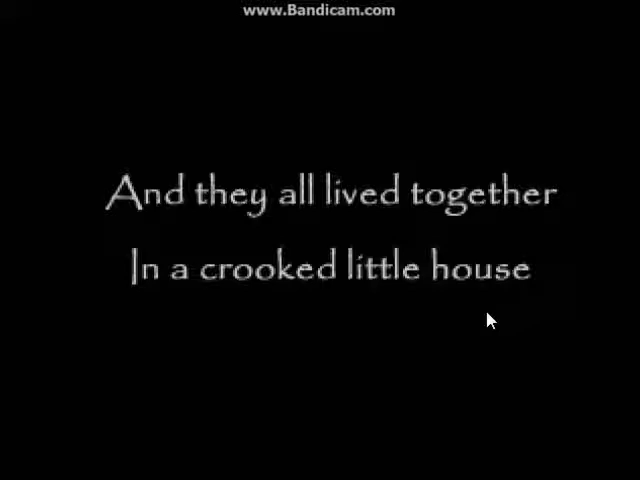 www.Bandicam.com
And they all lived together
In a crooked little house